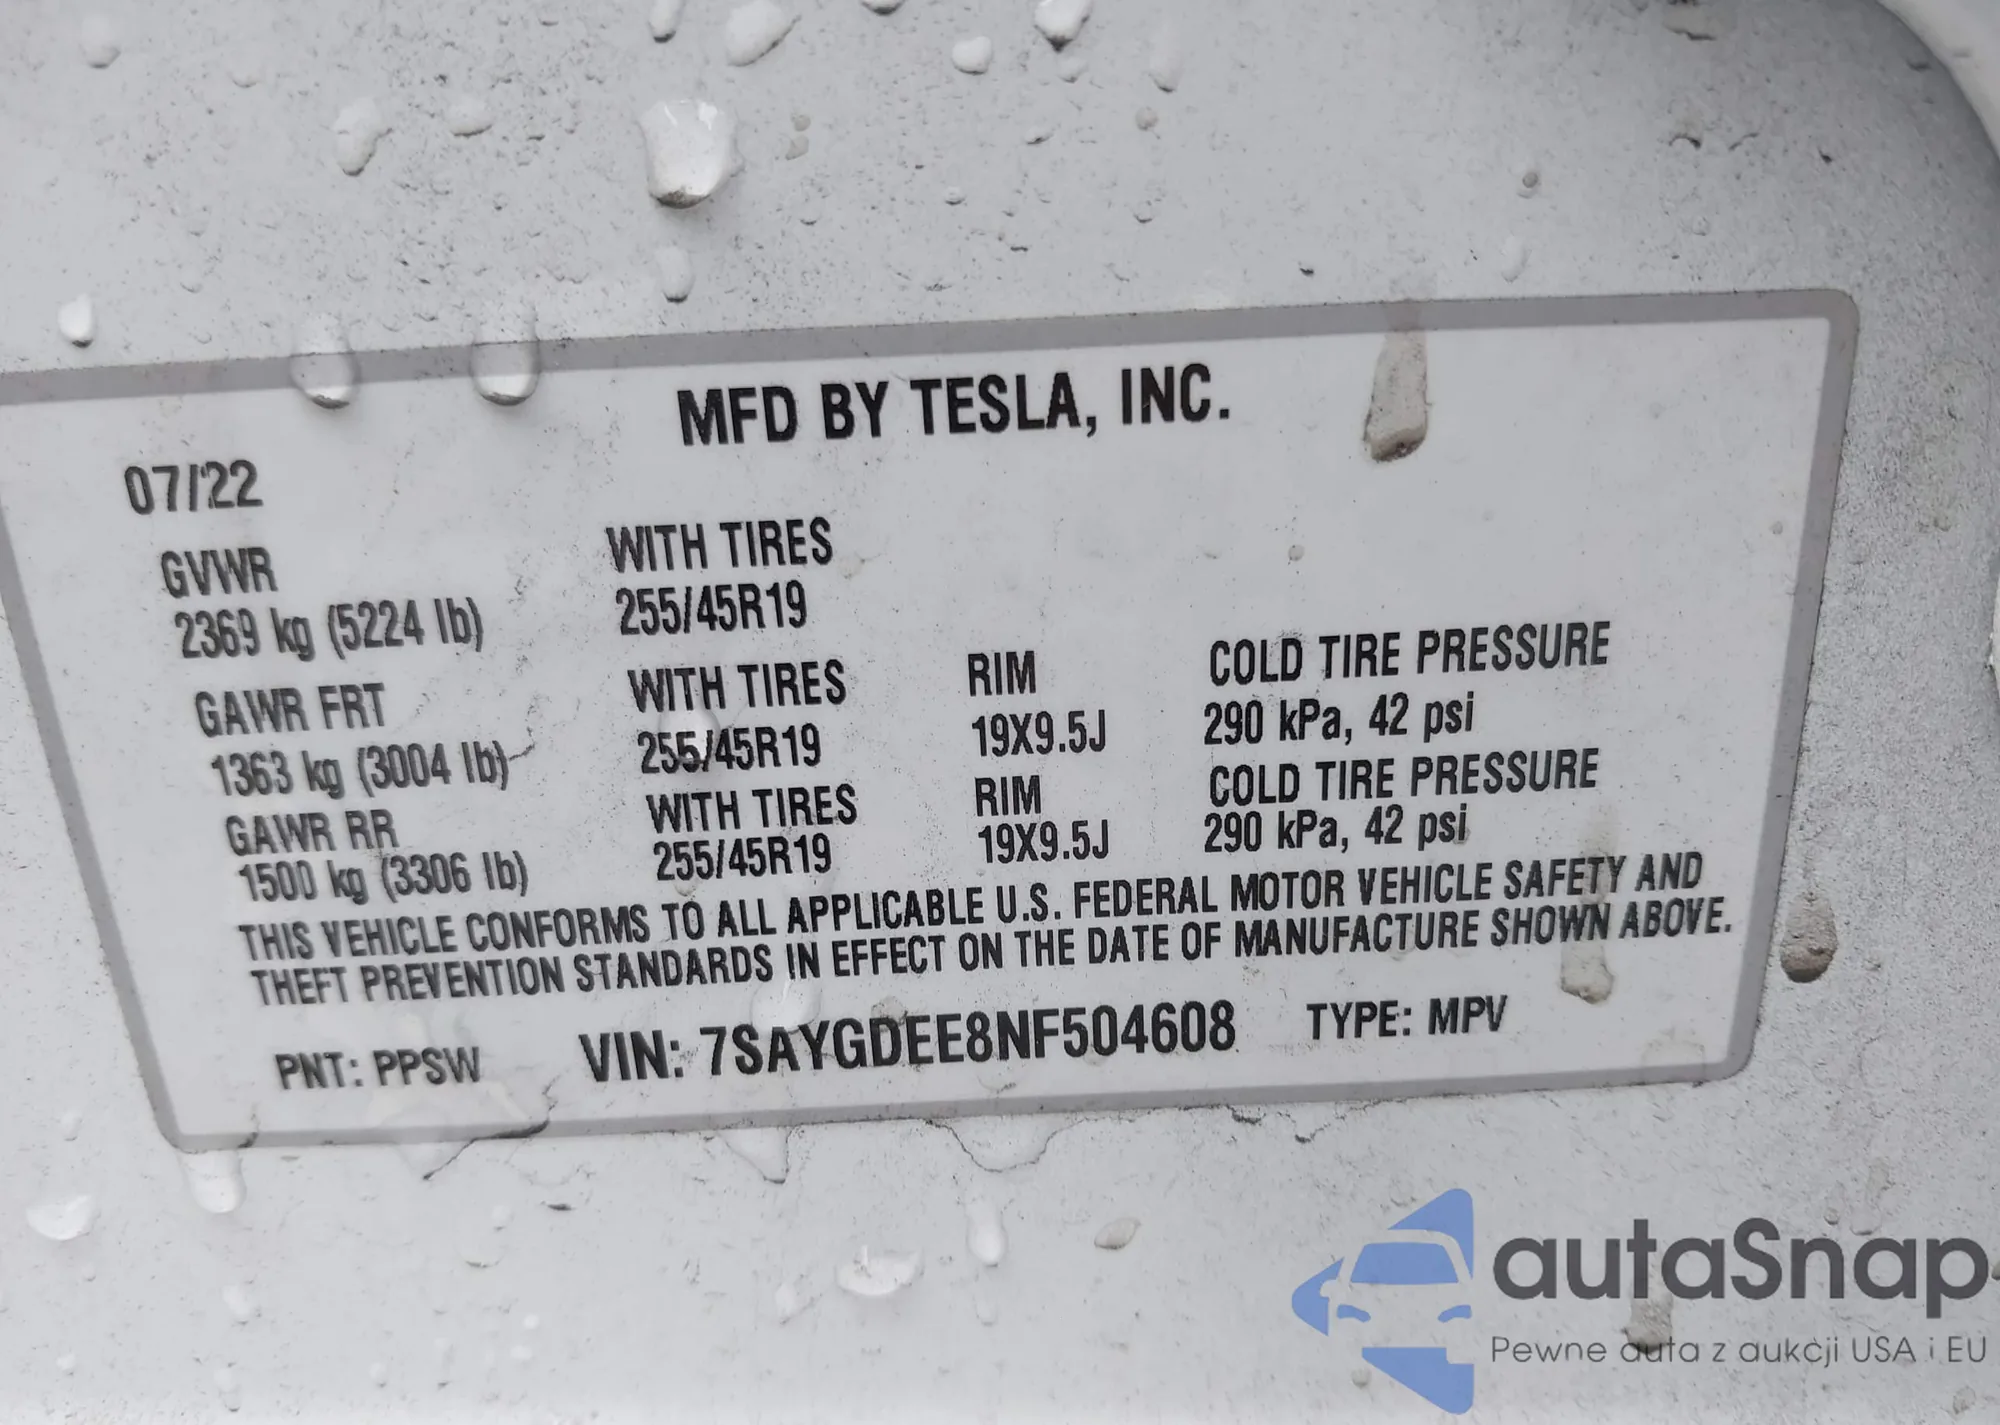 MFD BY TESLA, INC.
07/22
GVWR WITH TIRES
2369 kg (5224 lb) 255/45R19
GAWR FRT WITH TIRES RIM COLD TIRE PRESSURE
1363 kg (3004 lb) 255/45R19 19X9.5J 290 kPa, 42 psi
GAWR RR WITH TIRES RIM COLD TIRE PRESSURE
1500 kg (3306 lb) 255/45R19 19X9.5J 290 kPa, 42 psi
THIS VEHICLE CONFORMS TO ALL APPLICABLE U.S. FEDERAL MOTOR VEHICLE SAFETY AND
THEFT PREVENTION STANDARDS IN EFFECT ON THE DATE OF MANUFACTURE SHOWN ABOVE.
PNT: PPSW VIN: 7SAYGDEE8NF504608 TYPE: MPV
autaSnap
Pewne auta z aukcji USA i EU